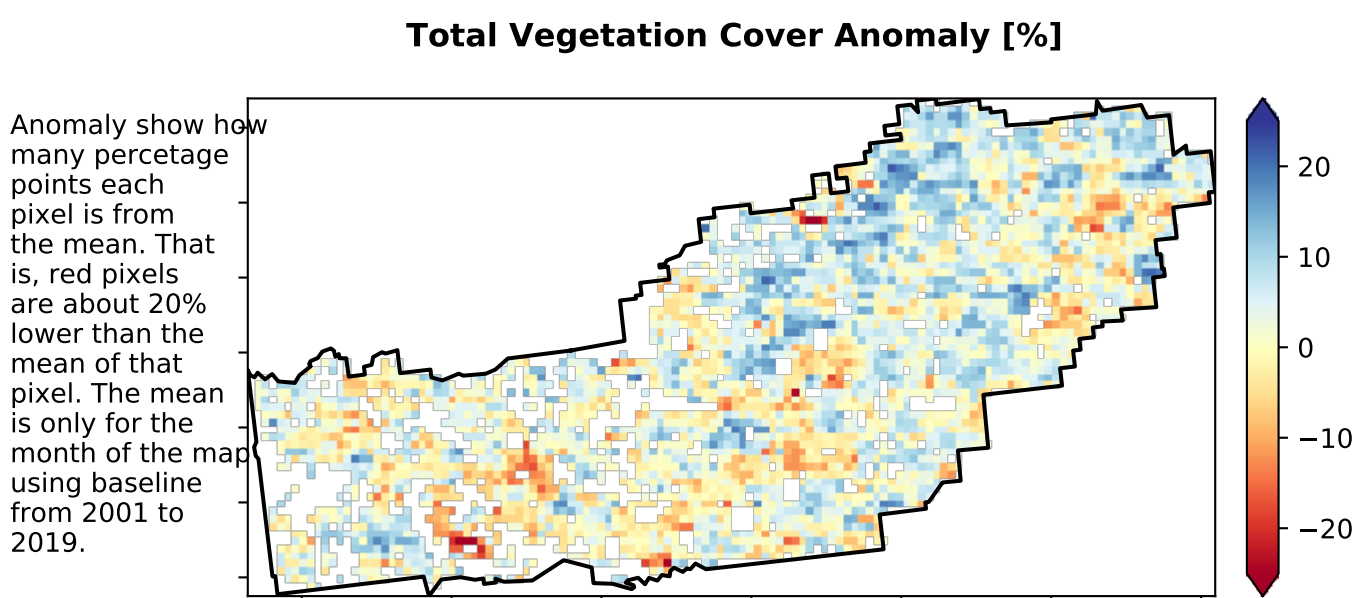 Total Vegetation Cover Anomaly [%]
Anomaly show how
many percetage
points each
pixel is from
the mean. That
is, red pixels
are about 20%
lower than the
mean of that
pixel. The mean
is only for the
month of the map
using baseline
from 2001 to
2019.
20
10
0
−10
−20